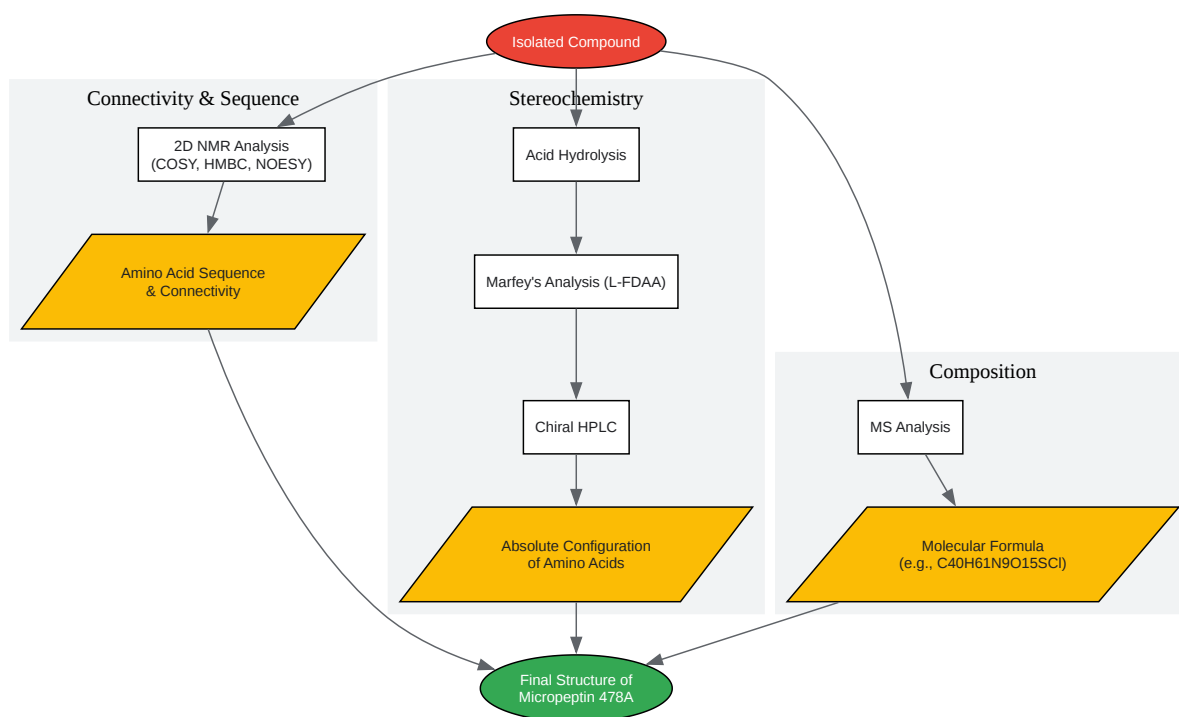 Isolated Compound
Connectivity & Sequence
Stereochemistry
2D NMR Analysis
(COSY, HMBC, NOESY)
Acid Hydrolysis
Amino Acid Sequence
& Connectivity
Marfey's Analysis (L-FDAA)
Composition
Chiral HPLC
MS Analysis
Absolute Configuration
of Amino Acids
Molecular Formula
(e.g., C40H61N9O15SCl)
Final Structure of
Micropeptin 478A